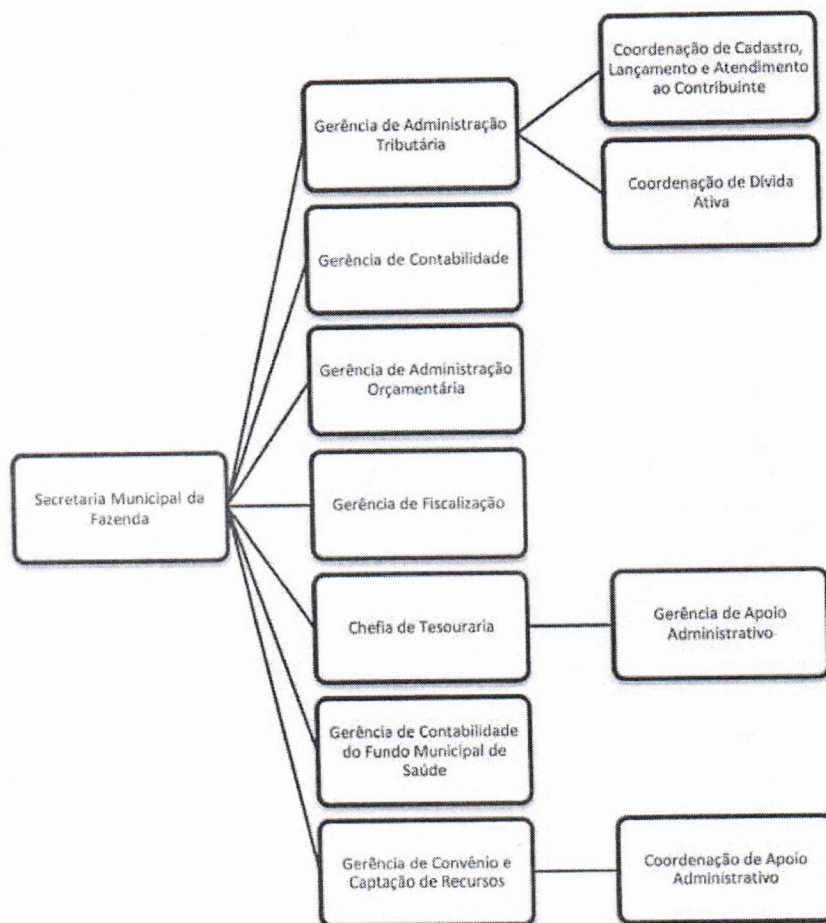 Coordenação de Cadastro,
Lançamento e Atendimento
ao Contribuinte
Gerência de Administração
Tributária
Coordenação de Dívida
Ativa
Gerência de Contabilidade
Gerência de Administração
Orçamentária
Secretaria Municipal da
Fazenda
Gerência de Fiscalização
Chefia de Tesouraria
Gerência de Apoio
Administrativo
Gerência de Contabilidade
do Fundo Municipal de
Saúde
Gerência de Convênio e
Captação de Recursos
Coordenação de Apoio
Administrativo